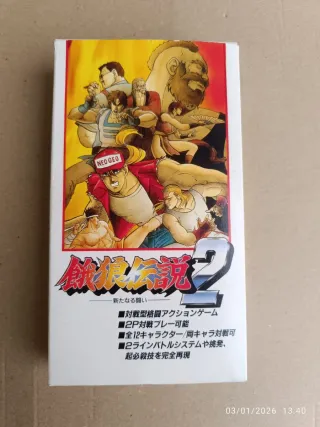 NEO GEO
餓狼伝説2
新たなる闘い
■対戦型格闘アクションゲーム
■2P対戦プレー可能
■全12キャラクター/同キャラ対戦可
■2ラインバトルシステムや挑発、
超必殺技を完全再現
03/01/2026 13:40